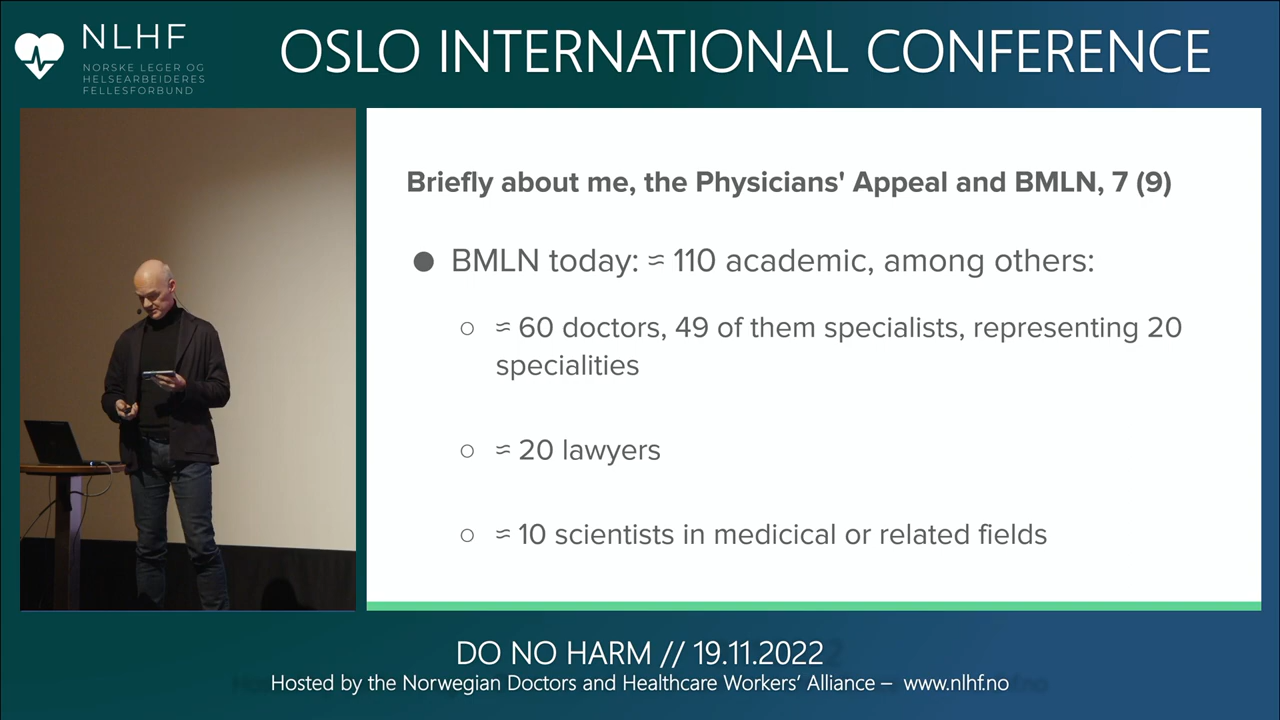 NLHF
NORSKE LEGER OG
HELSEARBEIDERES
FELLESFORBUND
OSLO INTERNATIONAL CONFERENCE
Briefly about me, the Physicians' Appeal and BMLN, 7 (9)
● BMLN today: ≈ 110 academic, among others:
○ ≈ 60 doctors, 49 of them specialists, representing 20
specialities
○ ≈ 20 lawyers
○ ≈ 10 scientists in medicical or related fields
DO NO HARM // 19.11.2022
Hosted by the Norwegian Doctors and Healthcare Workers’ Alliance – www.nlhf.no